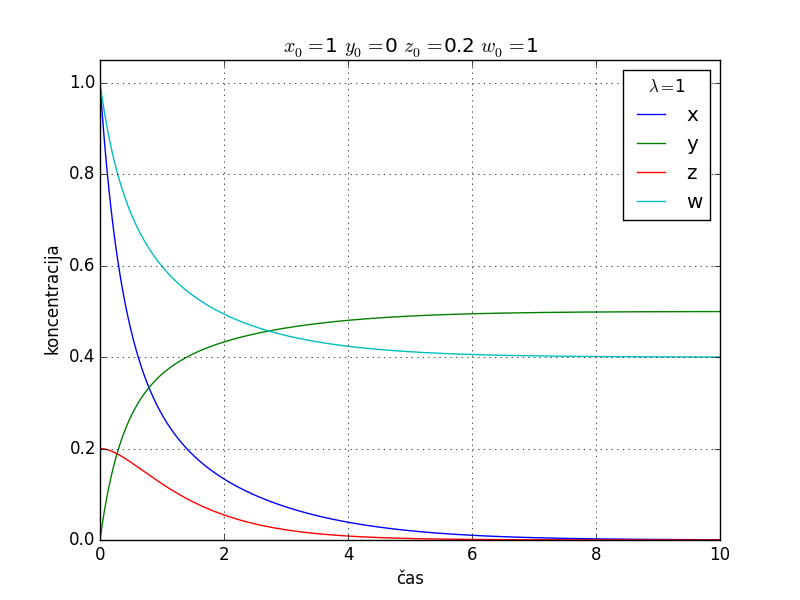 x₀ =1 y₀ =0 z₀ =0.2 w₀ =1
λ=1
x
y
z
w
koncentracija
1.0
0.8
0.6
0.4
0.2
0.0
0 2 4 6 8 10
čas